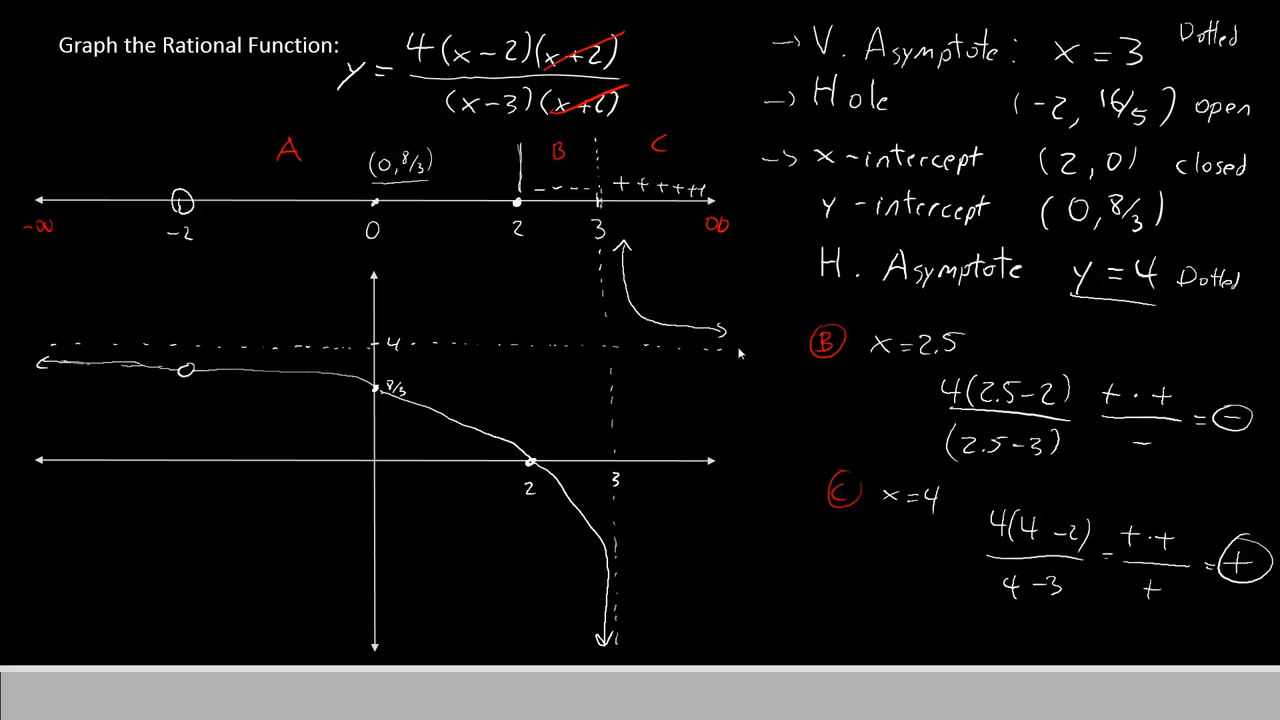 Graph the Rational Function:
y = 4(x-2)(x+2) / (x-3)(x+2)
A
(0, 8/3)
B
C
- - - -
+ + + + + +
-∞
-2
0
2
3
∞
4
8/3
2
3
→ V. Asymptote: x = 3 Dotted
→ Hole (-2, 16/5) open
→ x-intercept (2, 0) closed
y-intercept (0, 8/3)
H. Asymptote y = 4 Dotted
B x = 2.5
4(2.5-2) / (2.5-3) + · + / - = -
C x = 4
4(4-2) / 4-3 = + · + / + = +